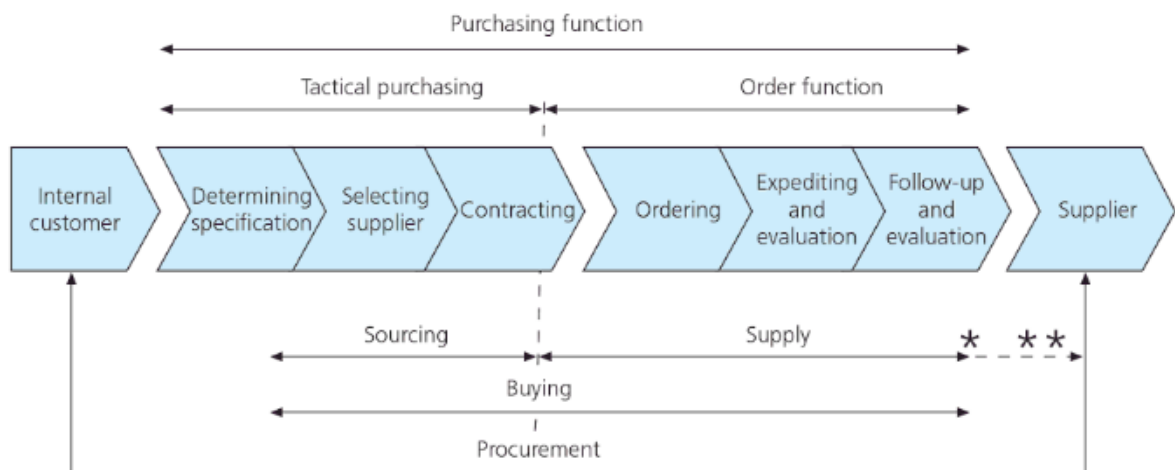 Purchasing function
Tactical purchasing
Order function
Internal
customer
Determining
specification
Selecting
supplier
Contracting
Ordering
Expediting
and
evaluation
Follow-up
and
evaluation
Supplier
Sourcing
Supply
* **
Buying
Procurement